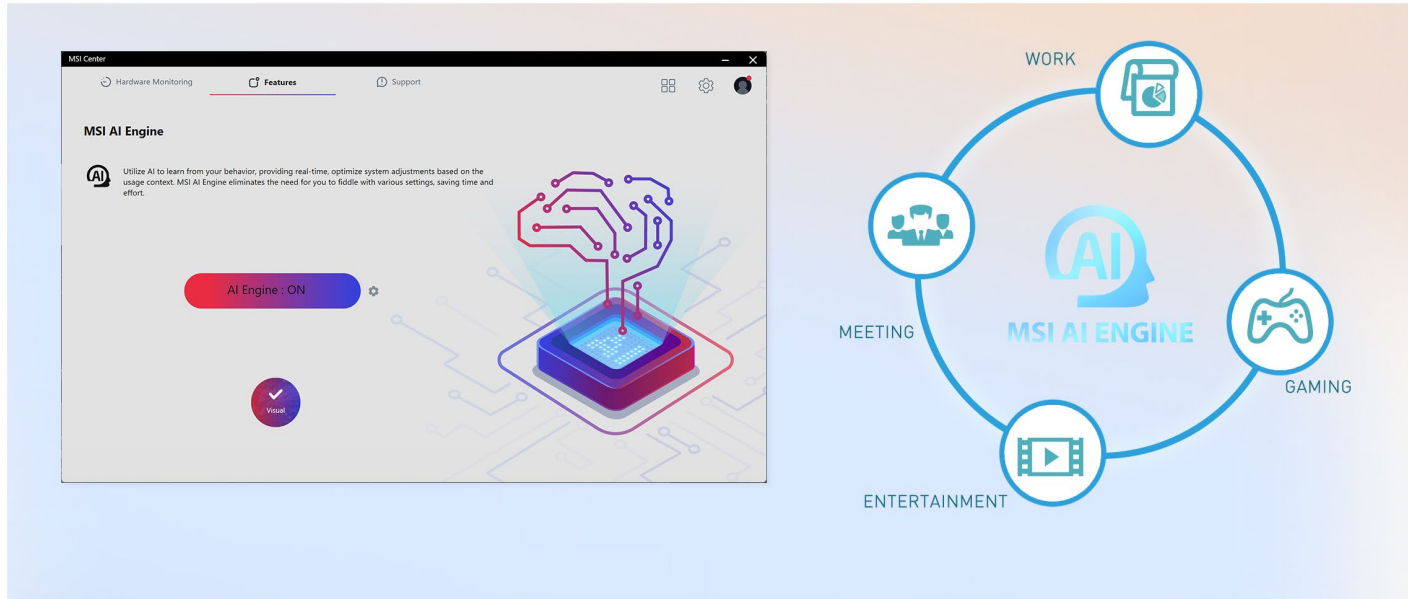 MSI Center
Hardware Monitoring
Features
Support
MSI AI Engine
AI
Utilize AI to learn from your behavior, providing real-time, optimize system adjustments based on the
usage context. MSI AI Engine eliminates the need for you to fiddle with various settings, saving time and
effort.
AI Engine : ON
Visual
WORK
MEETING
AI
MSI AI ENGINE
GAMING
ENTERTAINMENT